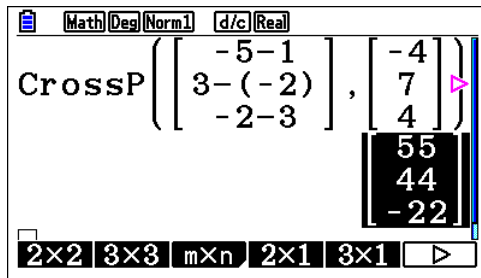 Math Deg Norm1 d/c Real
CrossP([-5-1 3-(-2) -2-3],[-4 7 4])
[55 44 -22]
2×2 3×3 m×n 2×1 3×1 ▷